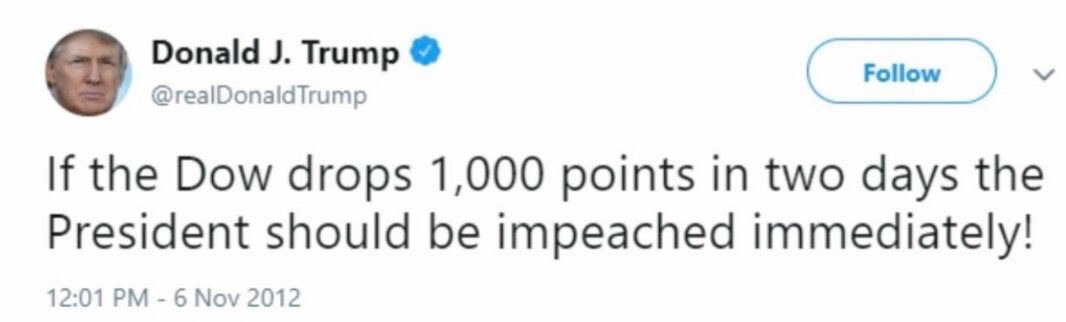 Donald J. Trump
@realDonaldTrump
Follow
If the Dow drops 1,000 points in two days the
President should be impeached immediately!
12:01 PM - 6 Nov 2012